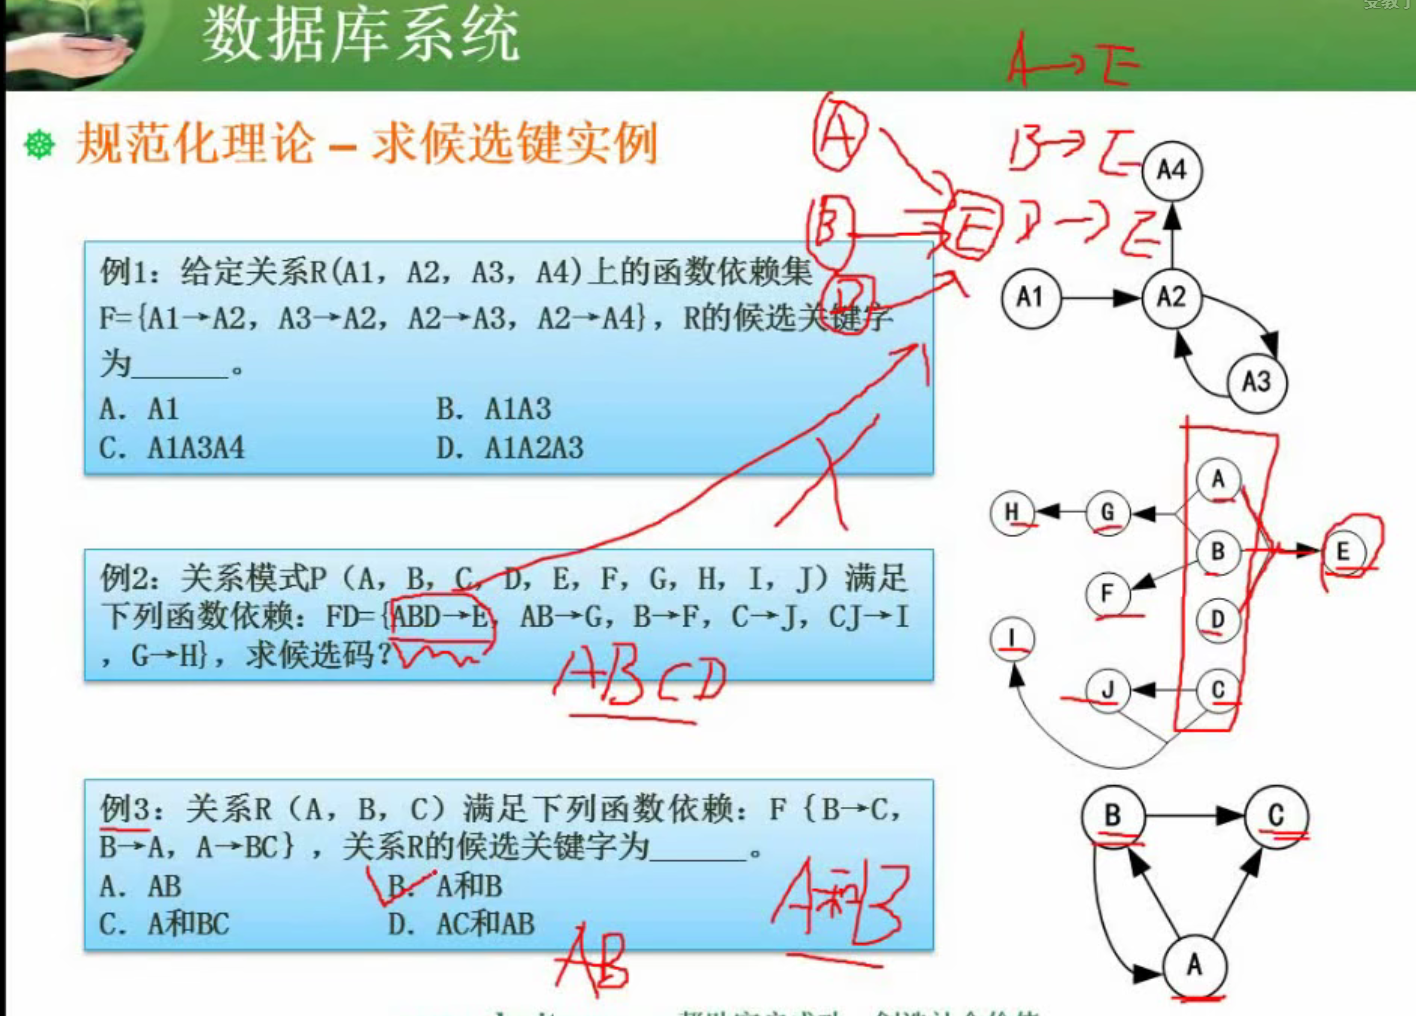 数据库系统
规范化理论 – 求候选键实例
A→E
B→E
D→E
A
B
D
E
例1：给定关系R(A1，A2，A3，A4)上的函数依赖集
F={A1→A2，A3→A2，A2→A3，A2→A4}，R的候选关键字
为______。
A. A1 B. A1A3
C. A1A3A4 D. A1A2A3
A4
A1 A2
A3
例2：关系模式P（A，B，C，D，E，F，G，H，I，J）满足
下列函数依赖：FD={ABD→E，AB→G，B→F，C→J，CJ→I
，G→H}，求候选码？
ABCD
A
H G
B E
F
D
I
J C
例3：关系R（A，B，C）满足下列函数依赖：F{B→C，
B→A，A→BC}，关系R的候选关键字为______。
A. AB B. A和B
C. A和BC D. AC和AB
A和B
AB
B C
A